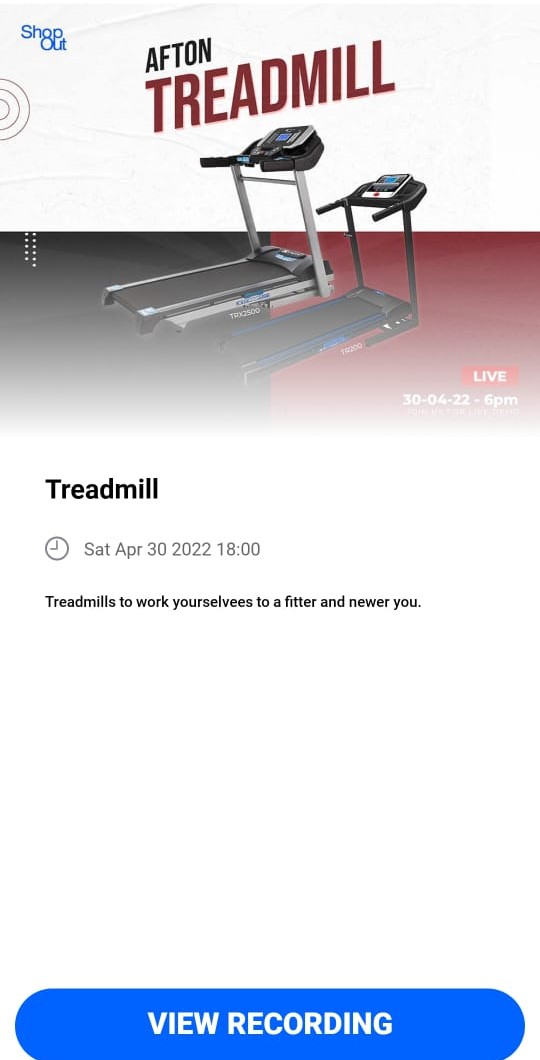 Shop
Out
AFTON
TREADMILL
TRX2500
TR200
LIVE
30-04-22 - 6pm
JOIN US FOR LIVE DEMO
Treadmill
Sat Apr 30 2022 18:00
Treadmills to work yourselvees to a fitter and newer you.
VIEW RECORDING